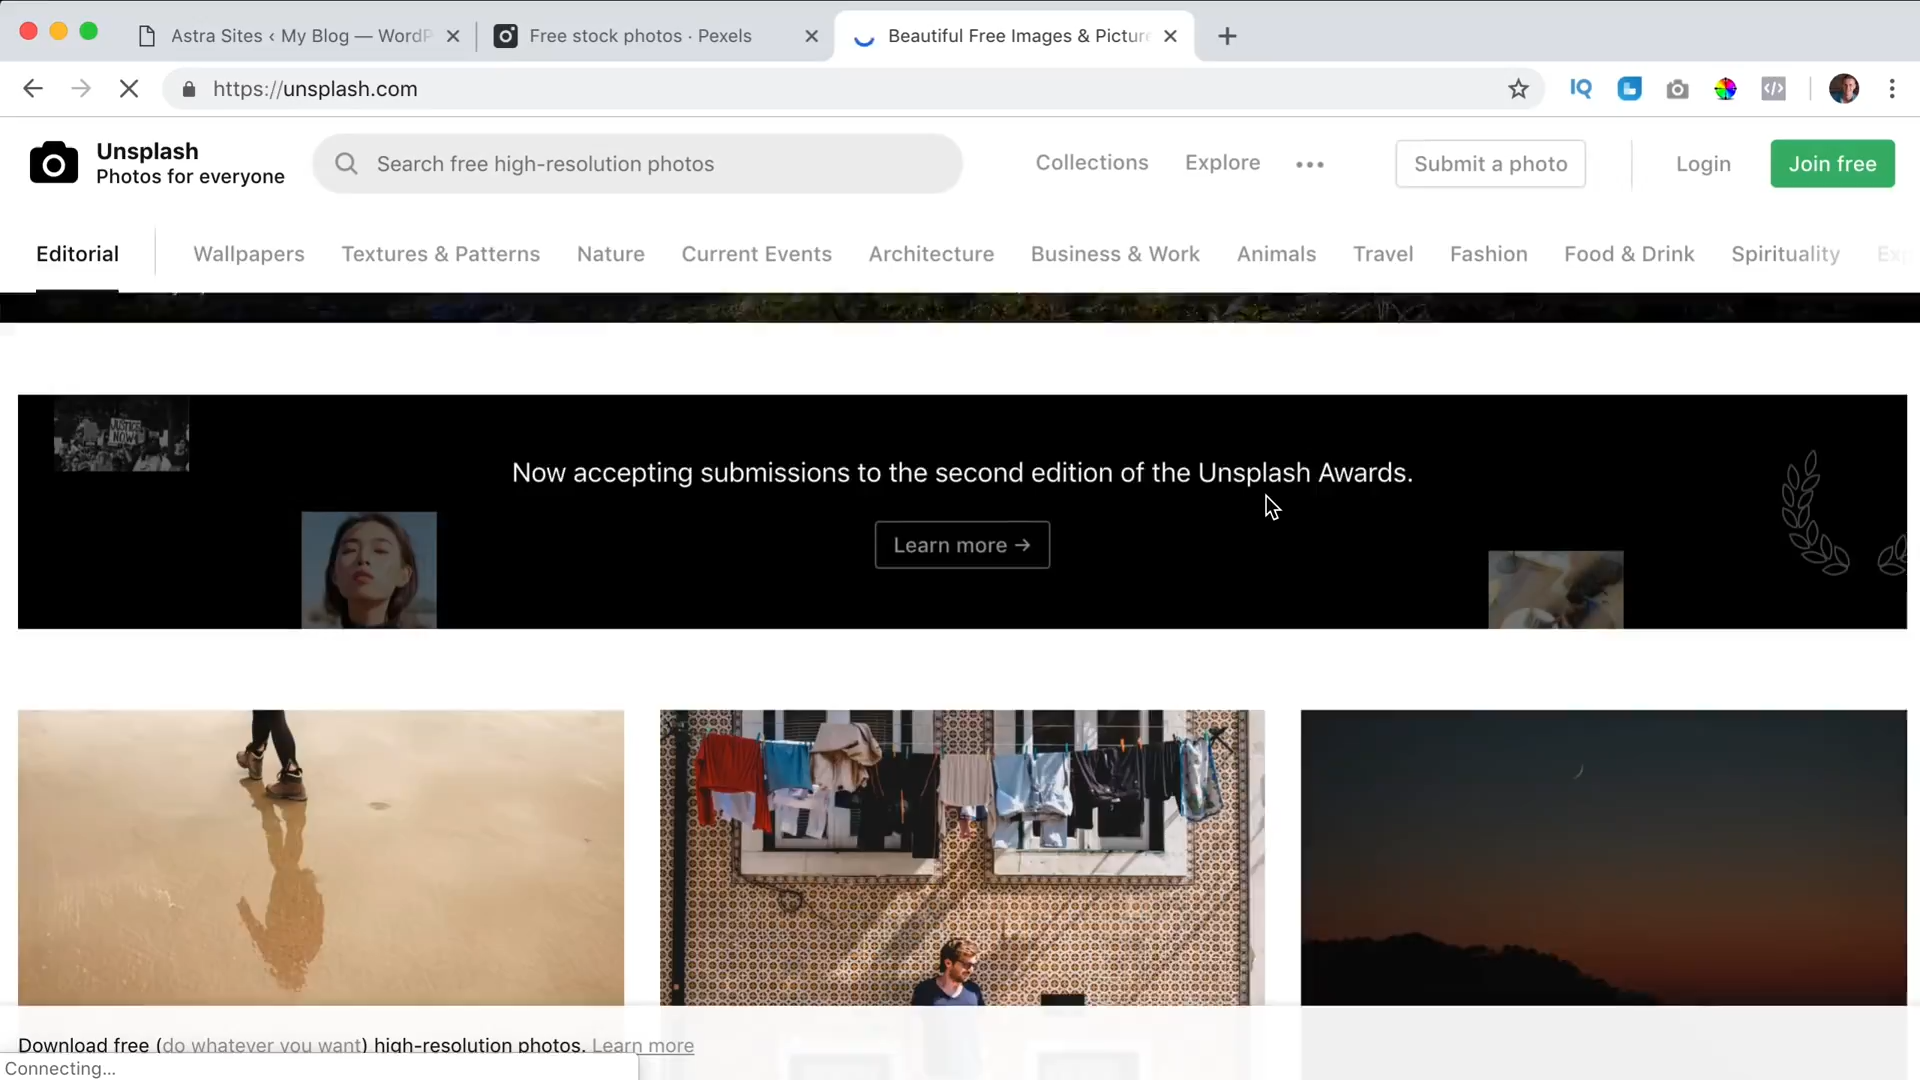 Astra Sites ‹ My Blog — WordP
Free stock photos · Pexels
Beautiful Free Images & Pictur
https://unsplash.com
IQ
Unsplash
Photos for everyone
Search free high-resolution photos
Collections
Explore
Submit a photo
Login
Join free
Editorial
Wallpapers
Textures & Patterns
Nature
Current Events
Architecture
Business & Work
Animals
Travel
Fashion
Food & Drink
Spirituality
JUSTICE
NOW!
Now accepting submissions to the second edition of the Unsplash Awards.
Learn more →
Download free (do whatever you want) high-resolution photos. Learn more
Connecting...